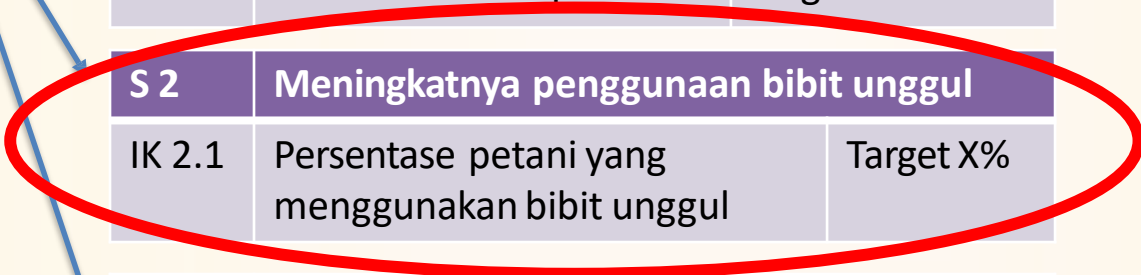 S 2 Meningkatnya penggunaan bibit unggul
IK 2.1 Persentase petani yang Target X%
menggunakan bibit unggul